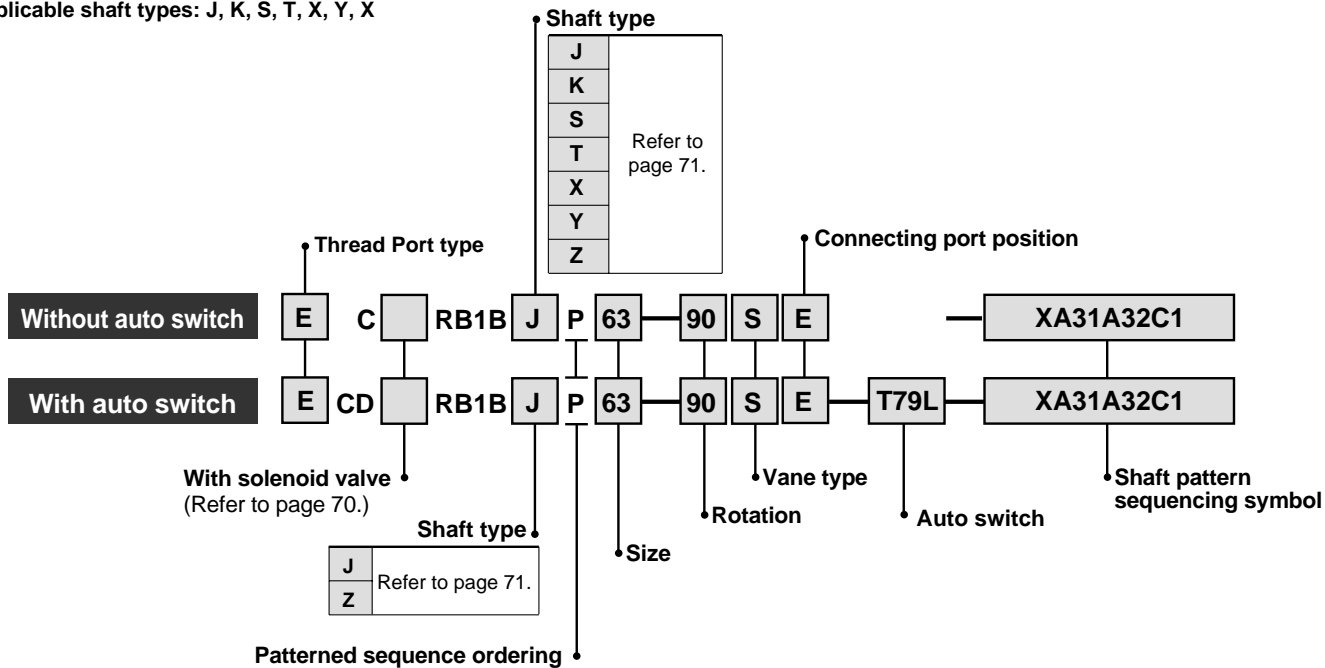 plicable shaft types: J, K, S, T, X, Y, X
Shaft type
J
K
S
T
X
Y
Z
Refer to
page 71.
Thread Port type
Connecting port position
Without auto switch E C RB1B J P 63 — 90 S E — XA31A32C1
With auto switch E CD RB1B J P 63 — 90 S E — T79L — XA31A32C1
With solenoid valve
(Refer to page 70.)
Vane type
Shaft pattern
sequencing symbol
Rotation
Auto switch
Shaft type
Size
J
Z
Refer to page 71.
Patterned sequence ordering